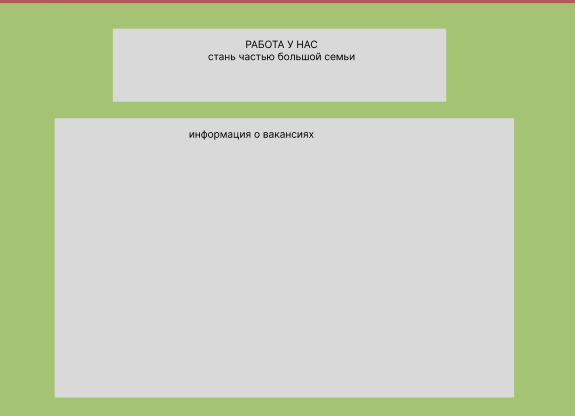 РАБОТА У НАС
стань частью большой семьи
информация о вакансиях